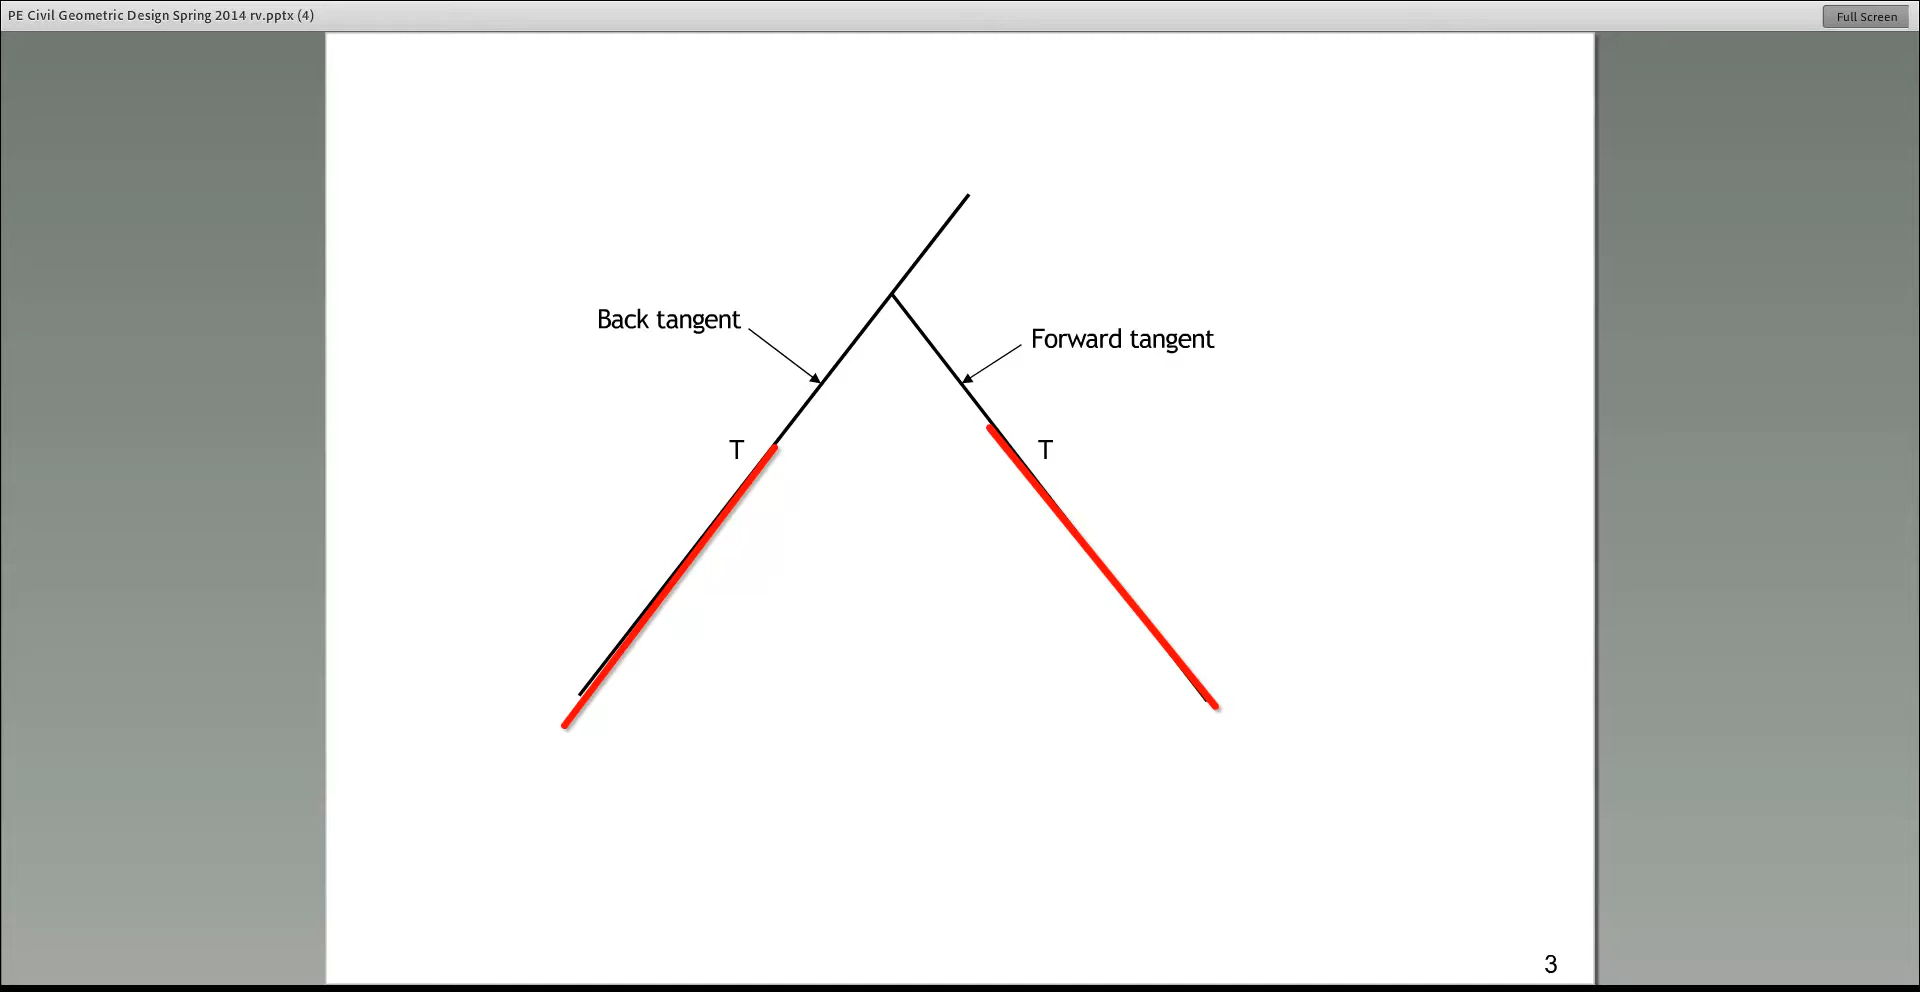 PE Civil Geometric Design Spring 2014 rv.pptx (4)
Full Screen
Back tangent
Forward tangent
T
T
3